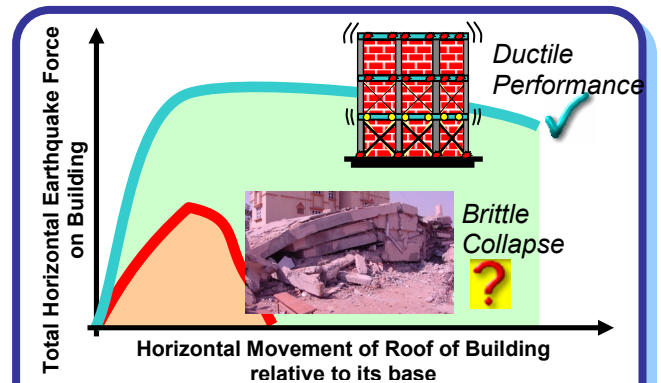 Total Horizontal Earthquake Force
on Building
Ductile
Performance
Brittle
Collapse
?
Horizontal Movement of Roof of Building
relative to its base